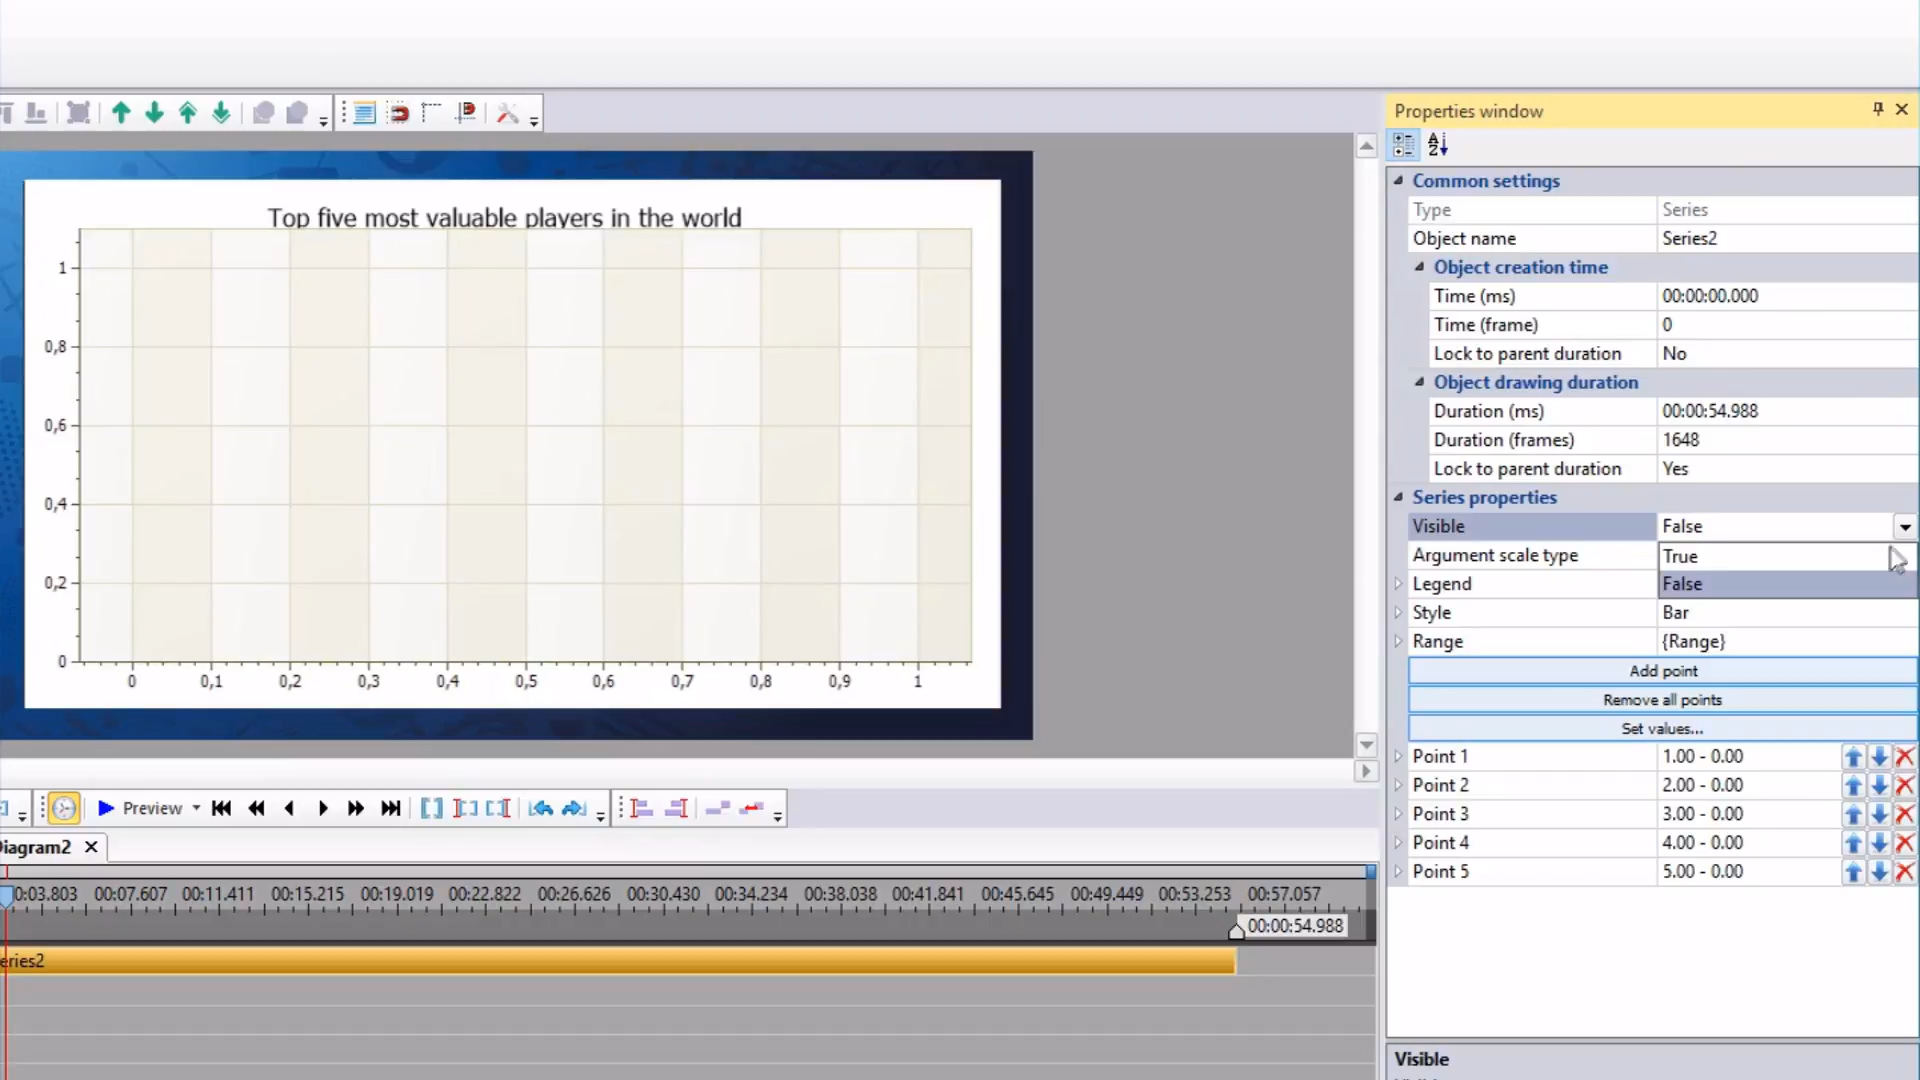 Properties window
Common settings
Type Series
Object name Series2
Object creation time
Time (ms) 00:00:00.000
Time (frame) 0
Lock to parent duration No
Object drawing duration
Duration (ms) 00:00:54.988
Duration (frames) 1648
Lock to parent duration Yes
Series properties
Visible False
Argument scale type True
Legend False
Style Bar
Range {Range}
Add point
Remove all points
Set values...
Point 1 1.00 - 0.00
Point 2 2.00 - 0.00
Point 3 3.00 - 0.00
Point 4 4.00 - 0.00
Point 5 5.00 - 0.00
Visible
Top five most valuable players in the world
1
0,8
0,6
0,4
0,2
0
0 0,1 0,2 0,3 0,4 0,5 0,6 0,7 0,8 0,9 1
Preview
iagram2
0:03.803 00:07.607 00:11.411 00:15.215 00:19.019 00:22.822 00:26.626 00:30.430 00:34.234 00:38.038 00:41.841 00:45.645 00:49.449 00:53.253 00:57.057
00:00:54.988
eries2